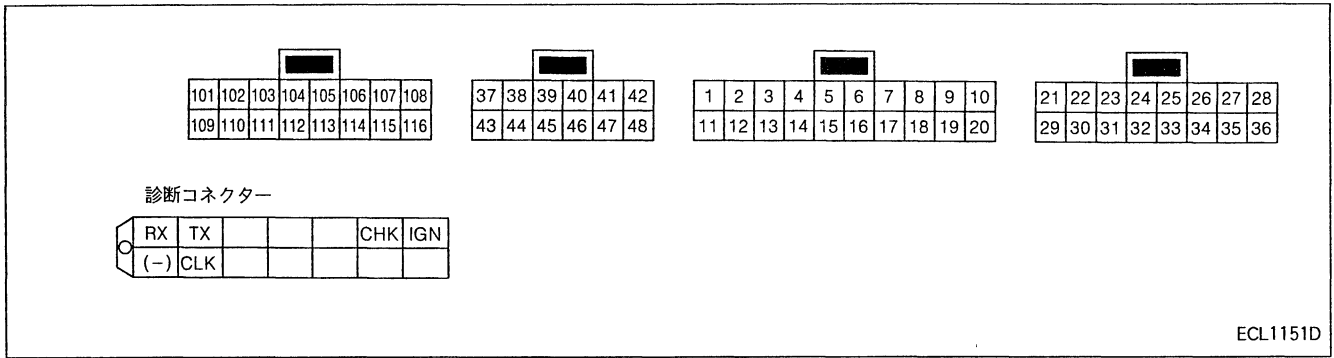 101 102 103 104 105 106 107 108
109 110 111 112 113 114 115 116
37 38 39 40 41 42
43 44 45 46 47 48
1 2 3 4 5 6 7 8 9 10
11 12 13 14 15 16 17 18 19 20
21 22 23 24 25 26 27 28
29 30 31 32 33 34 35 36
診断コネクター
RX TX CHK IGN
(-) CLK
ECL1151D